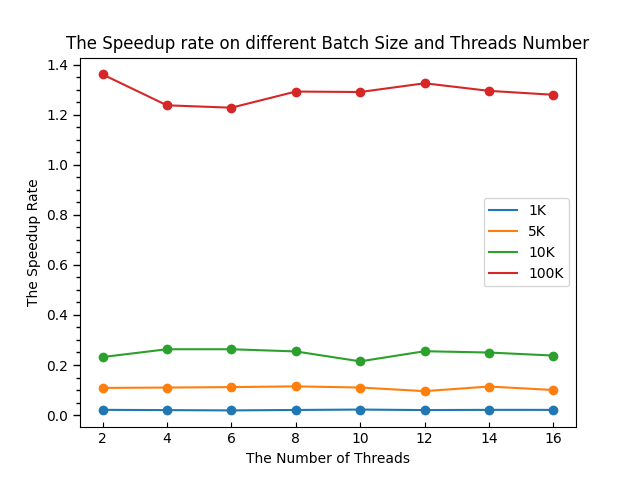 The Speedup rate on different Batch Size and Threads Number
The Speedup Rate
1.4
1.2
1.0
0.8
0.6
0.4
0.2
0.0
1K
5K
10K
100K
2 4 6 8 10 12 14 16
The Number of Threads